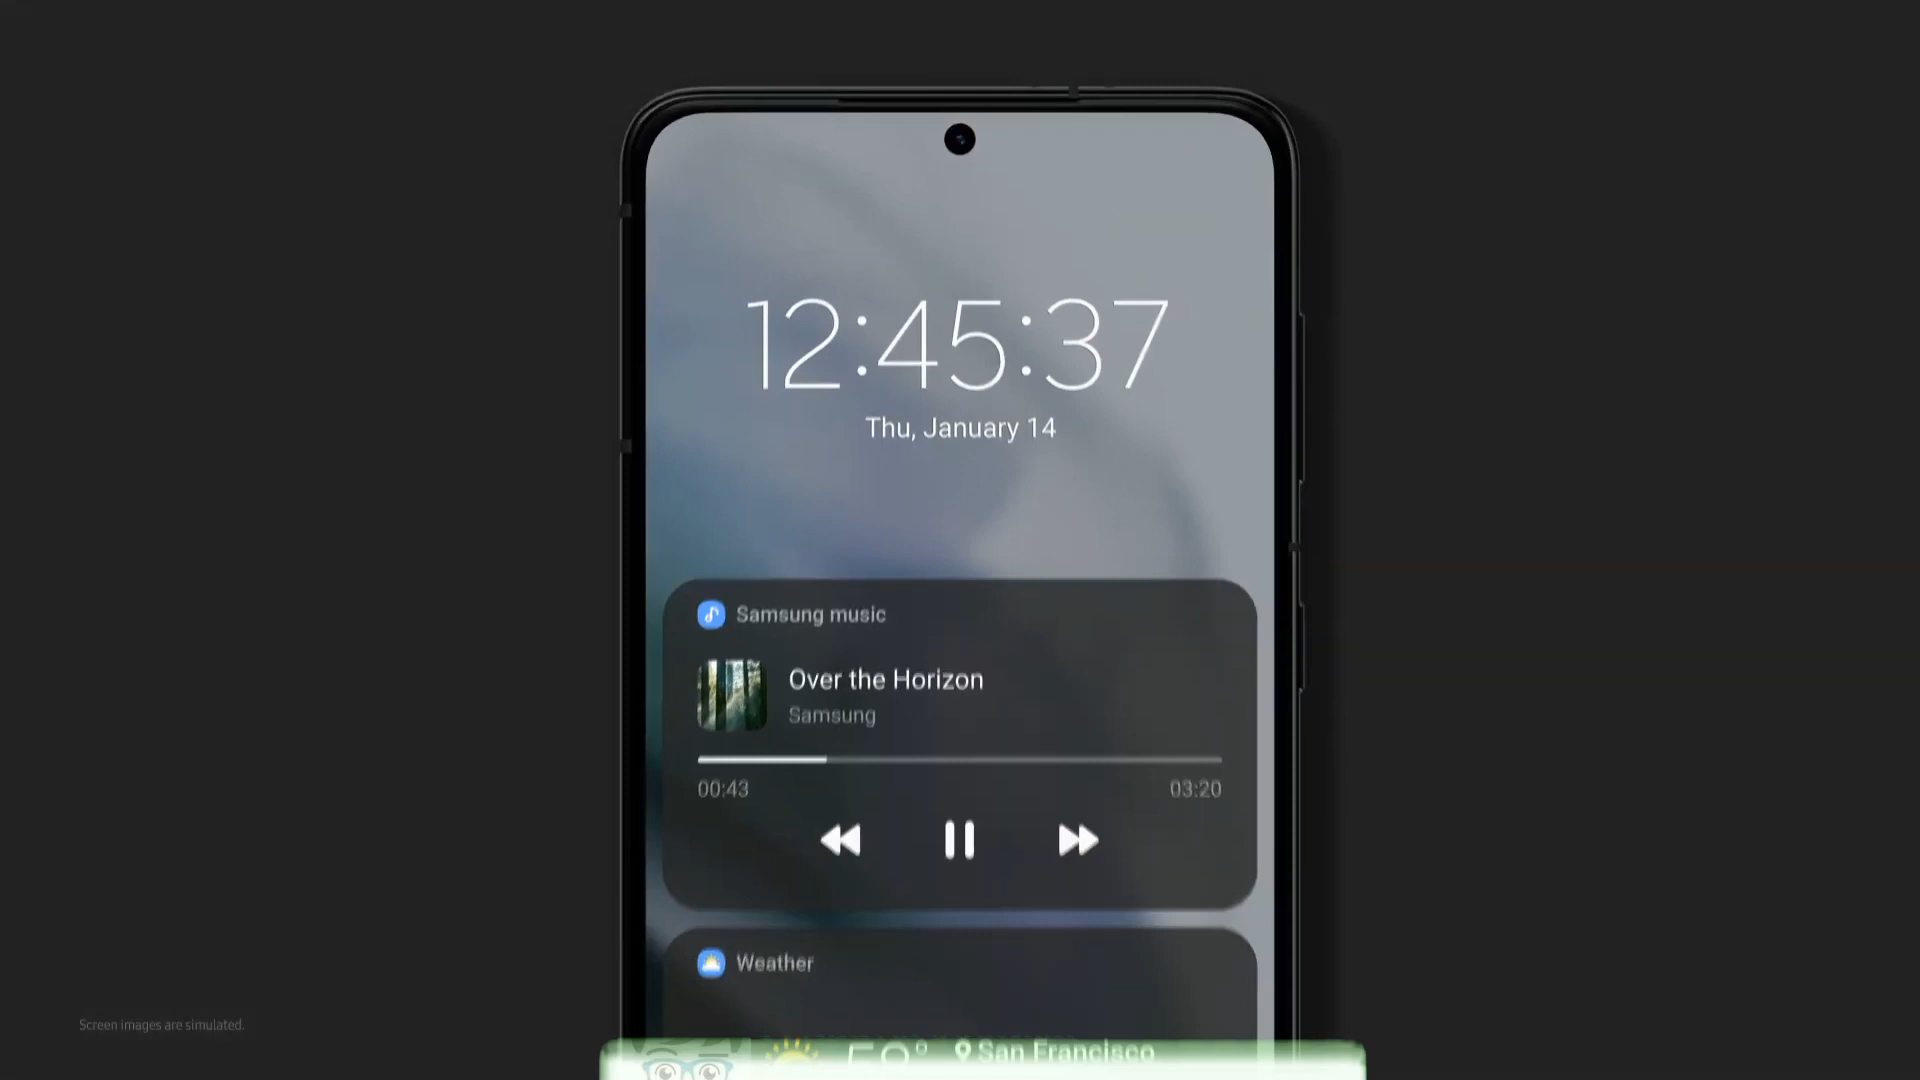 12:45:37
Thu, January 14
Samsung music
Over the Horizon
Samsung
00:43
03:20
Weather
San Francisco
Screen images are simulated.